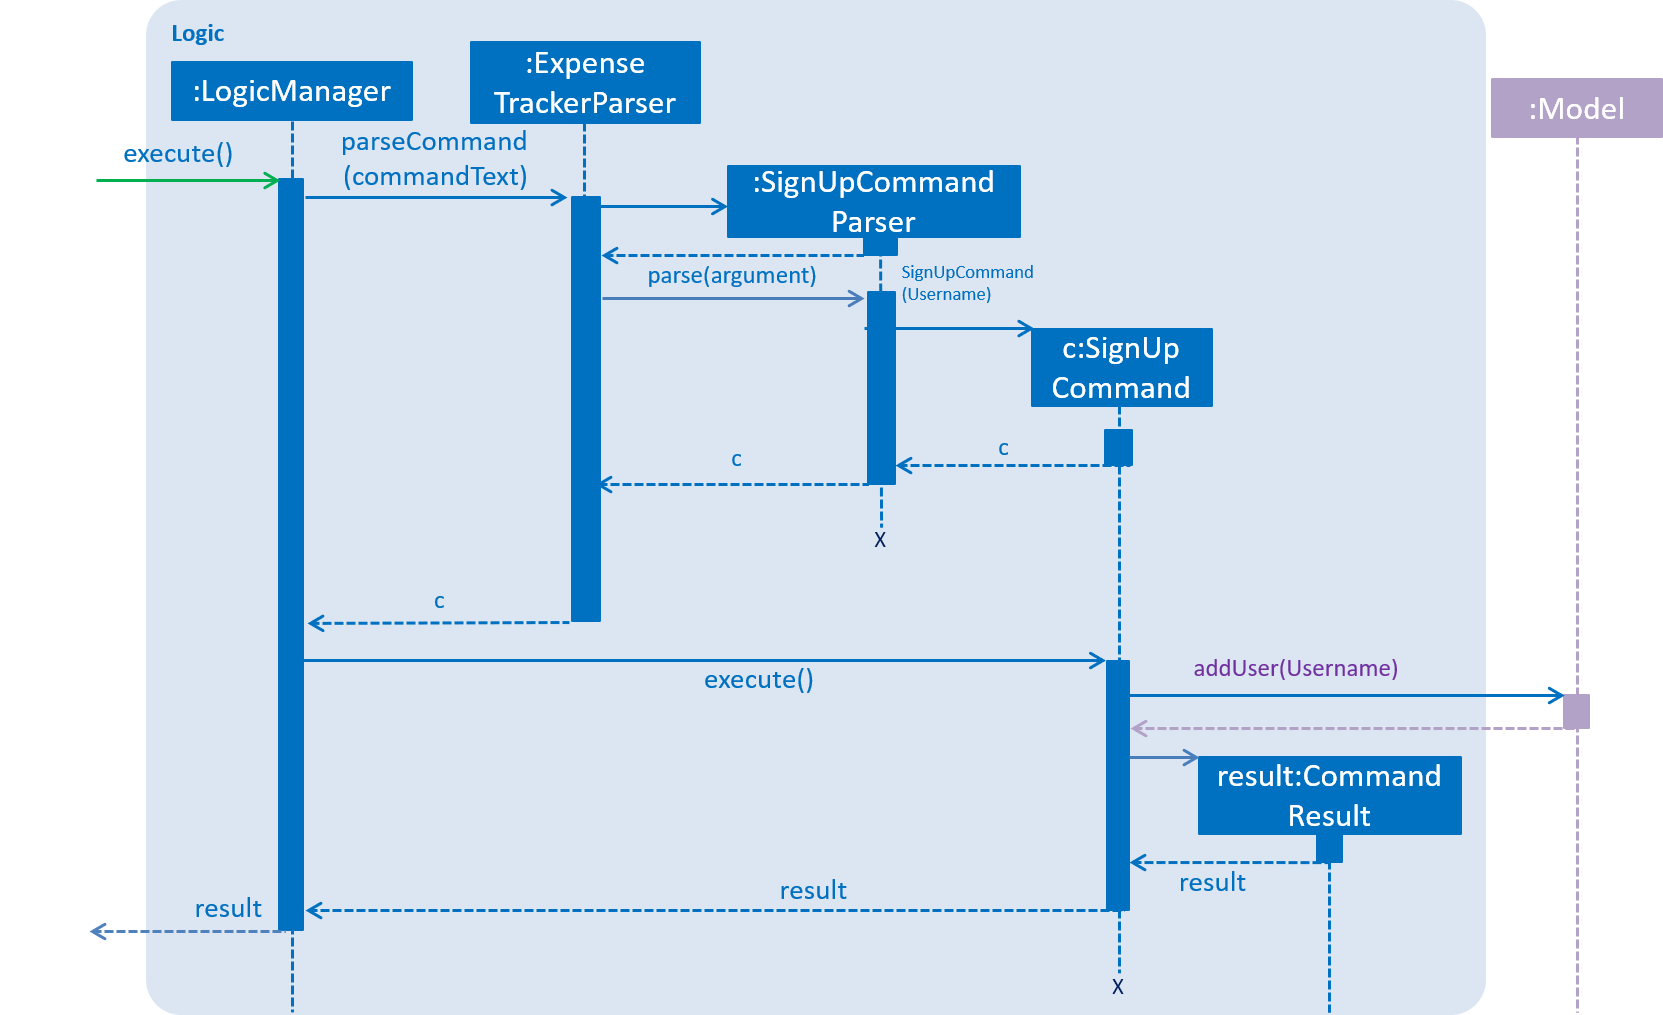 Logic
:LogicManager
:Expense
TrackerParser
:Model
execute()
parseCommand
(commandText)
:SignUpCommand
Parser
parse(argument)
SignUpCommand
(Username)
c:SignUp
Command
c
c
X
c
execute()
addUser(Username)
result:Command
Result
result
result
result
X